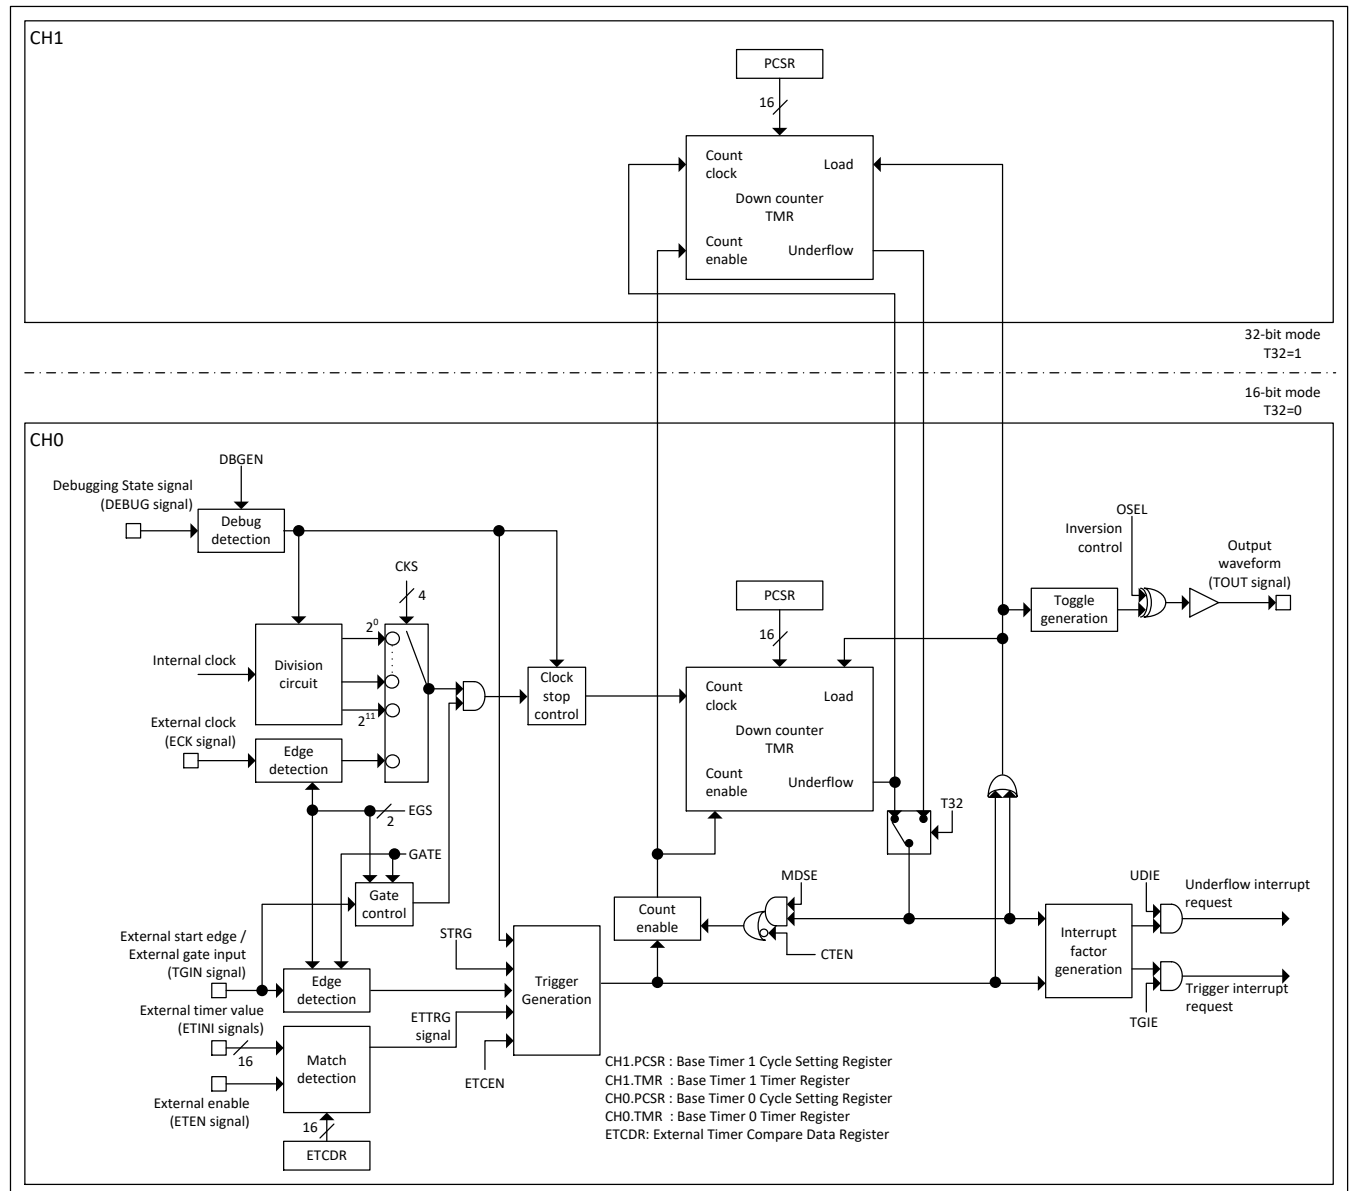 CH1
PCSR
16
Count
clock
Load
Down counter
TMR
Count
enable
Underflow
32-bit mode
T32=1
16-bit mode
T32=0
CH0
DBGEN
Debugging State signal
(DEBUG signal)
Debug
detection
OSEL
Inversion
control
Output
waveform
(TOUT signal)
Toggle
generation
CKS
4
PCSR
16
2^0
Internal clock
Division
circuit
2^11
Clock
stop
control
Count
clock
Load
Down counter
TMR
Count
enable
Underflow
External clock
(ECK signal)
Edge
detection
EGS
2
GATE
Gate
control
T32
MDSE
UDIE
Underflow interrupt
request
Count
enable
CTEN
Interrupt
factor
generation
External start edge /
External gate input
(TGIN signal)
Edge
detection
STRG
Trigger
Generation
Trigger interrupt
request
TGIE
External timer value
(ETINI signals)
16
Match
detection
ETTRG
signal
ETCEN
External enable
(ETEN signal)
16
ETCDR
CH1.PCSR : Base Timer 1 Cycle Setting Register
CH1.TMR : Base Timer 1 Timer Register
CH0.PCSR : Base Timer 0 Cycle Setting Register
CH0.TMR : Base Timer 0 Timer Register
ETCDR: External Timer Compare Data Register